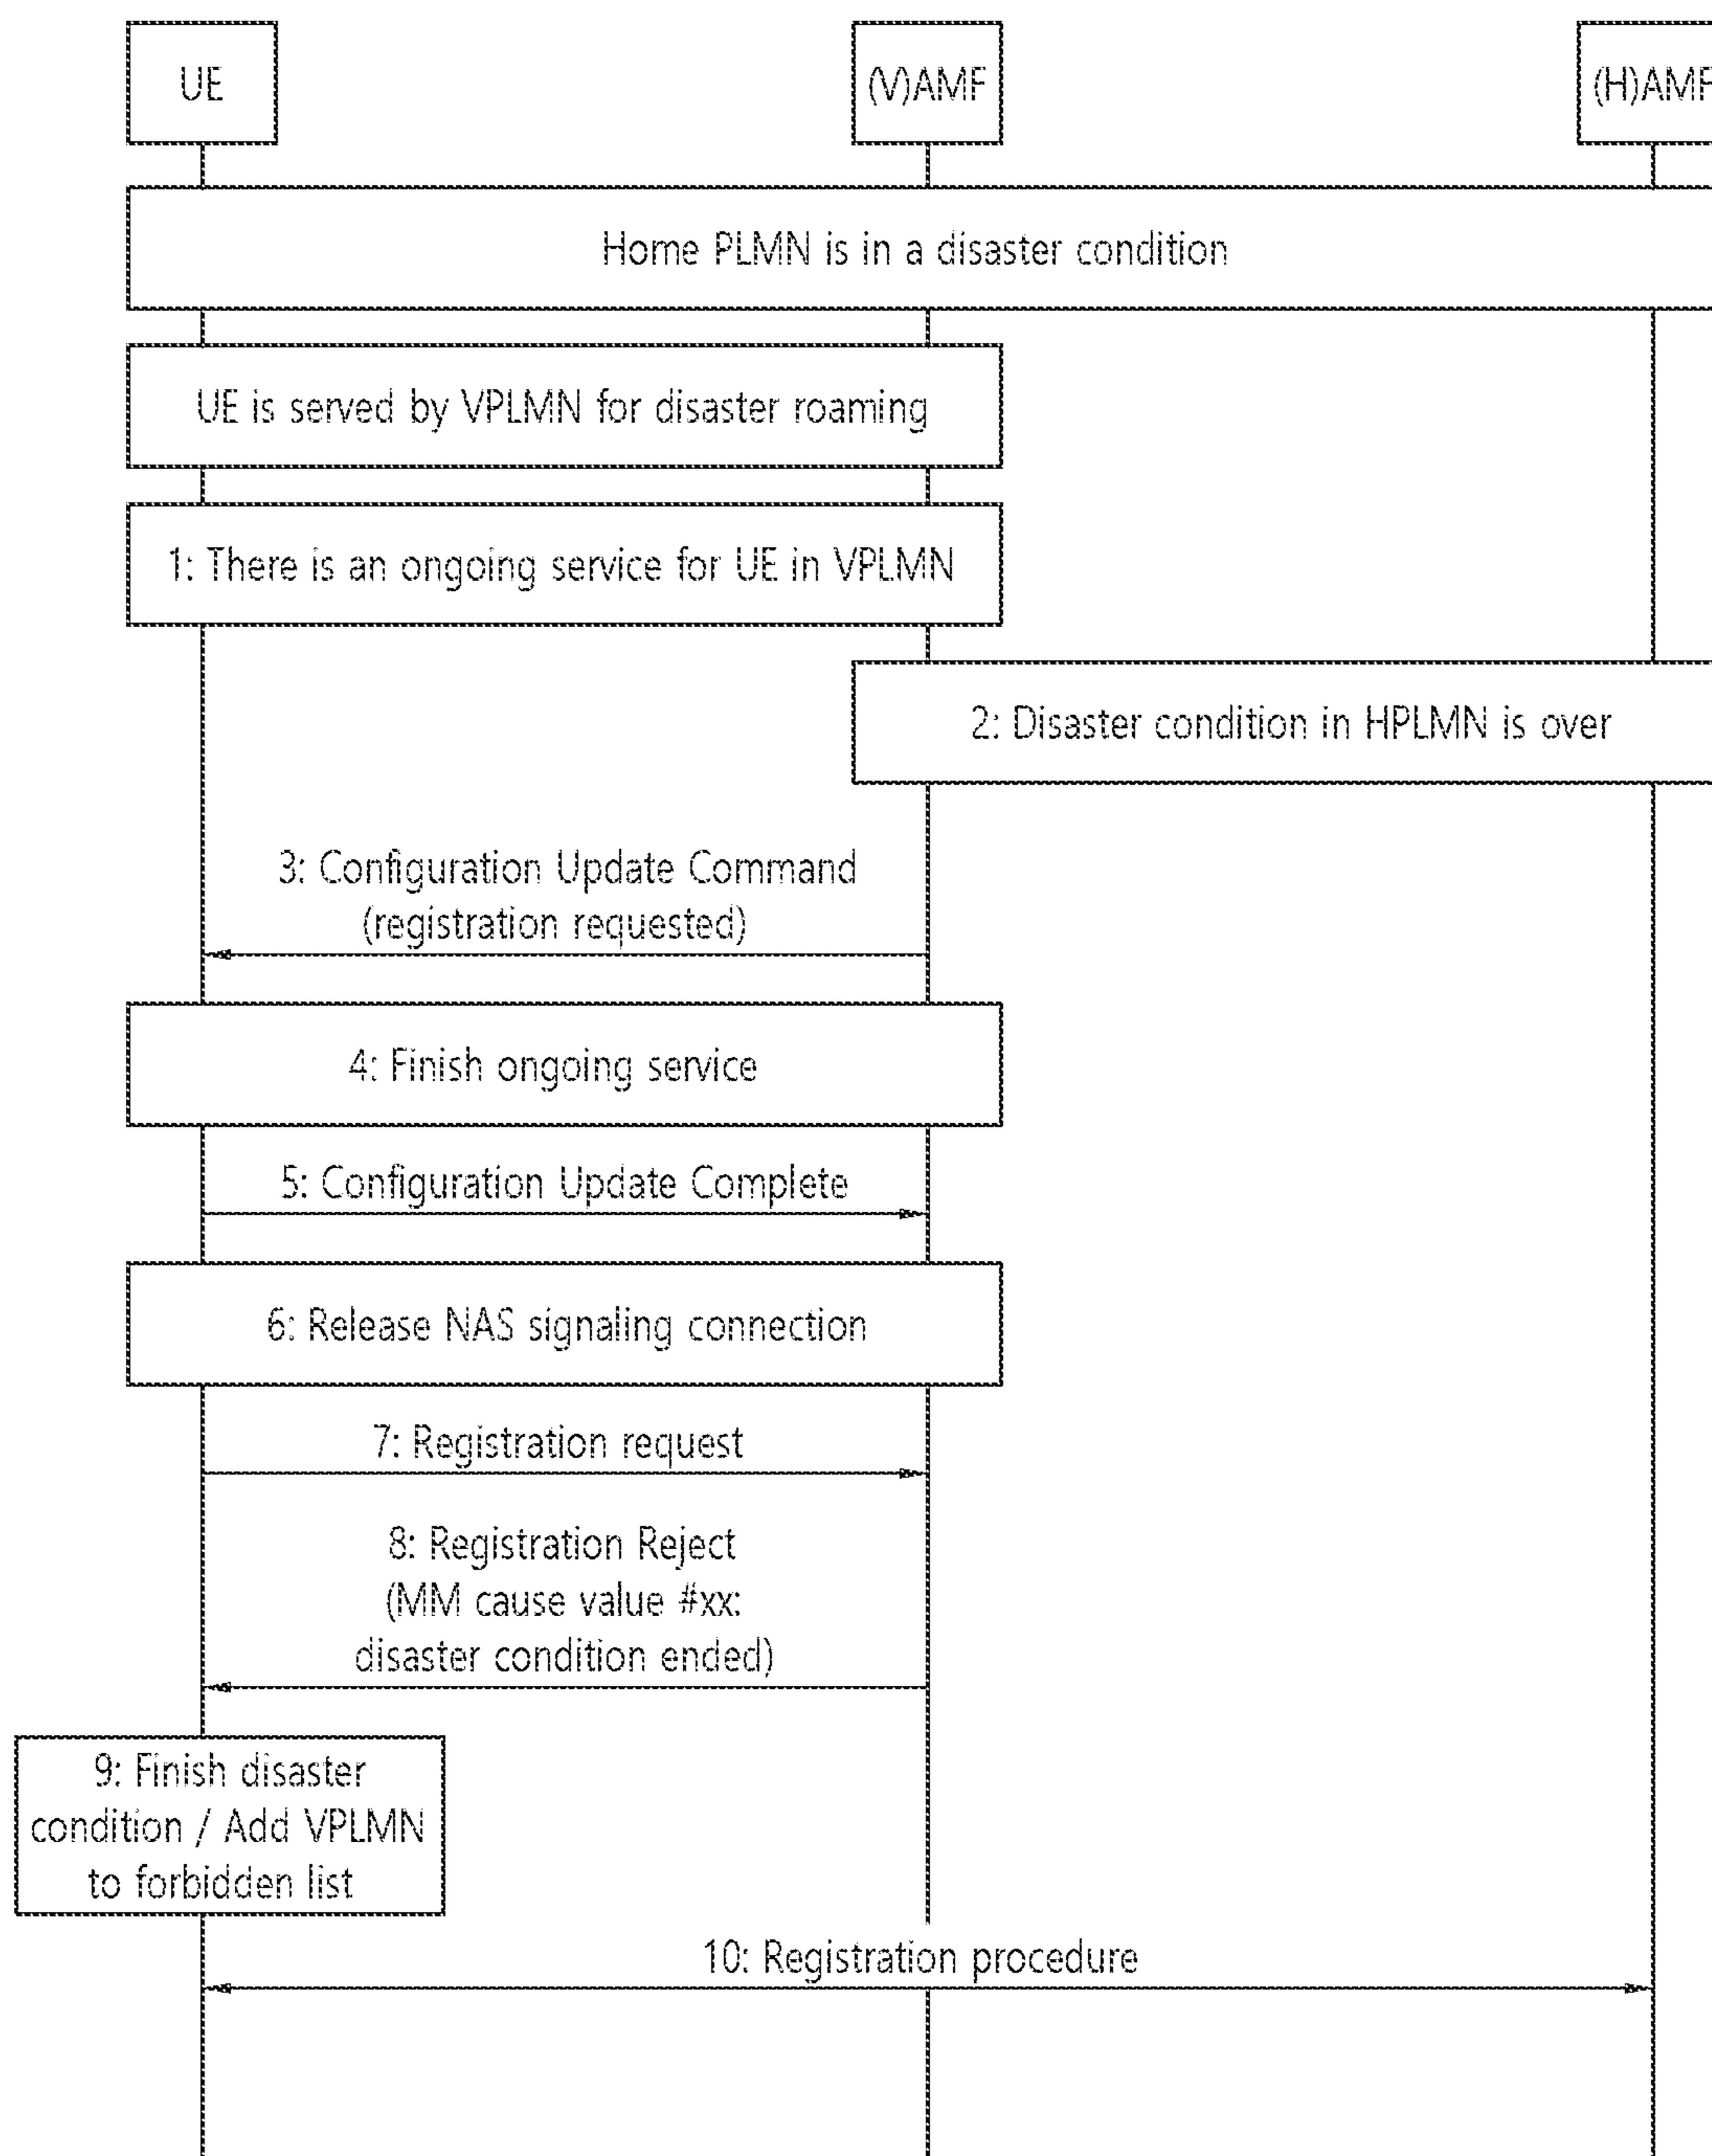 UE
(V)AMF
(H)AMF
Home PLMN is in a disaster condition
UE is served by VPLMN for disaster roaming
1: There is an ongoing service for UE in VPLMN
2: Disaster condition in HPLMN is over
3: Configuration Update Command
(registration requested)
4: Finish ongoing service
5: Configuration Update Complete
6: Release NAS signaling connection
7: Registration request
8: Registration Reject
(MM cause value #xx:
disaster condition ended)
9: Finish disaster
condition / Add VPLMN
to forbidden list
10: Registration procedure